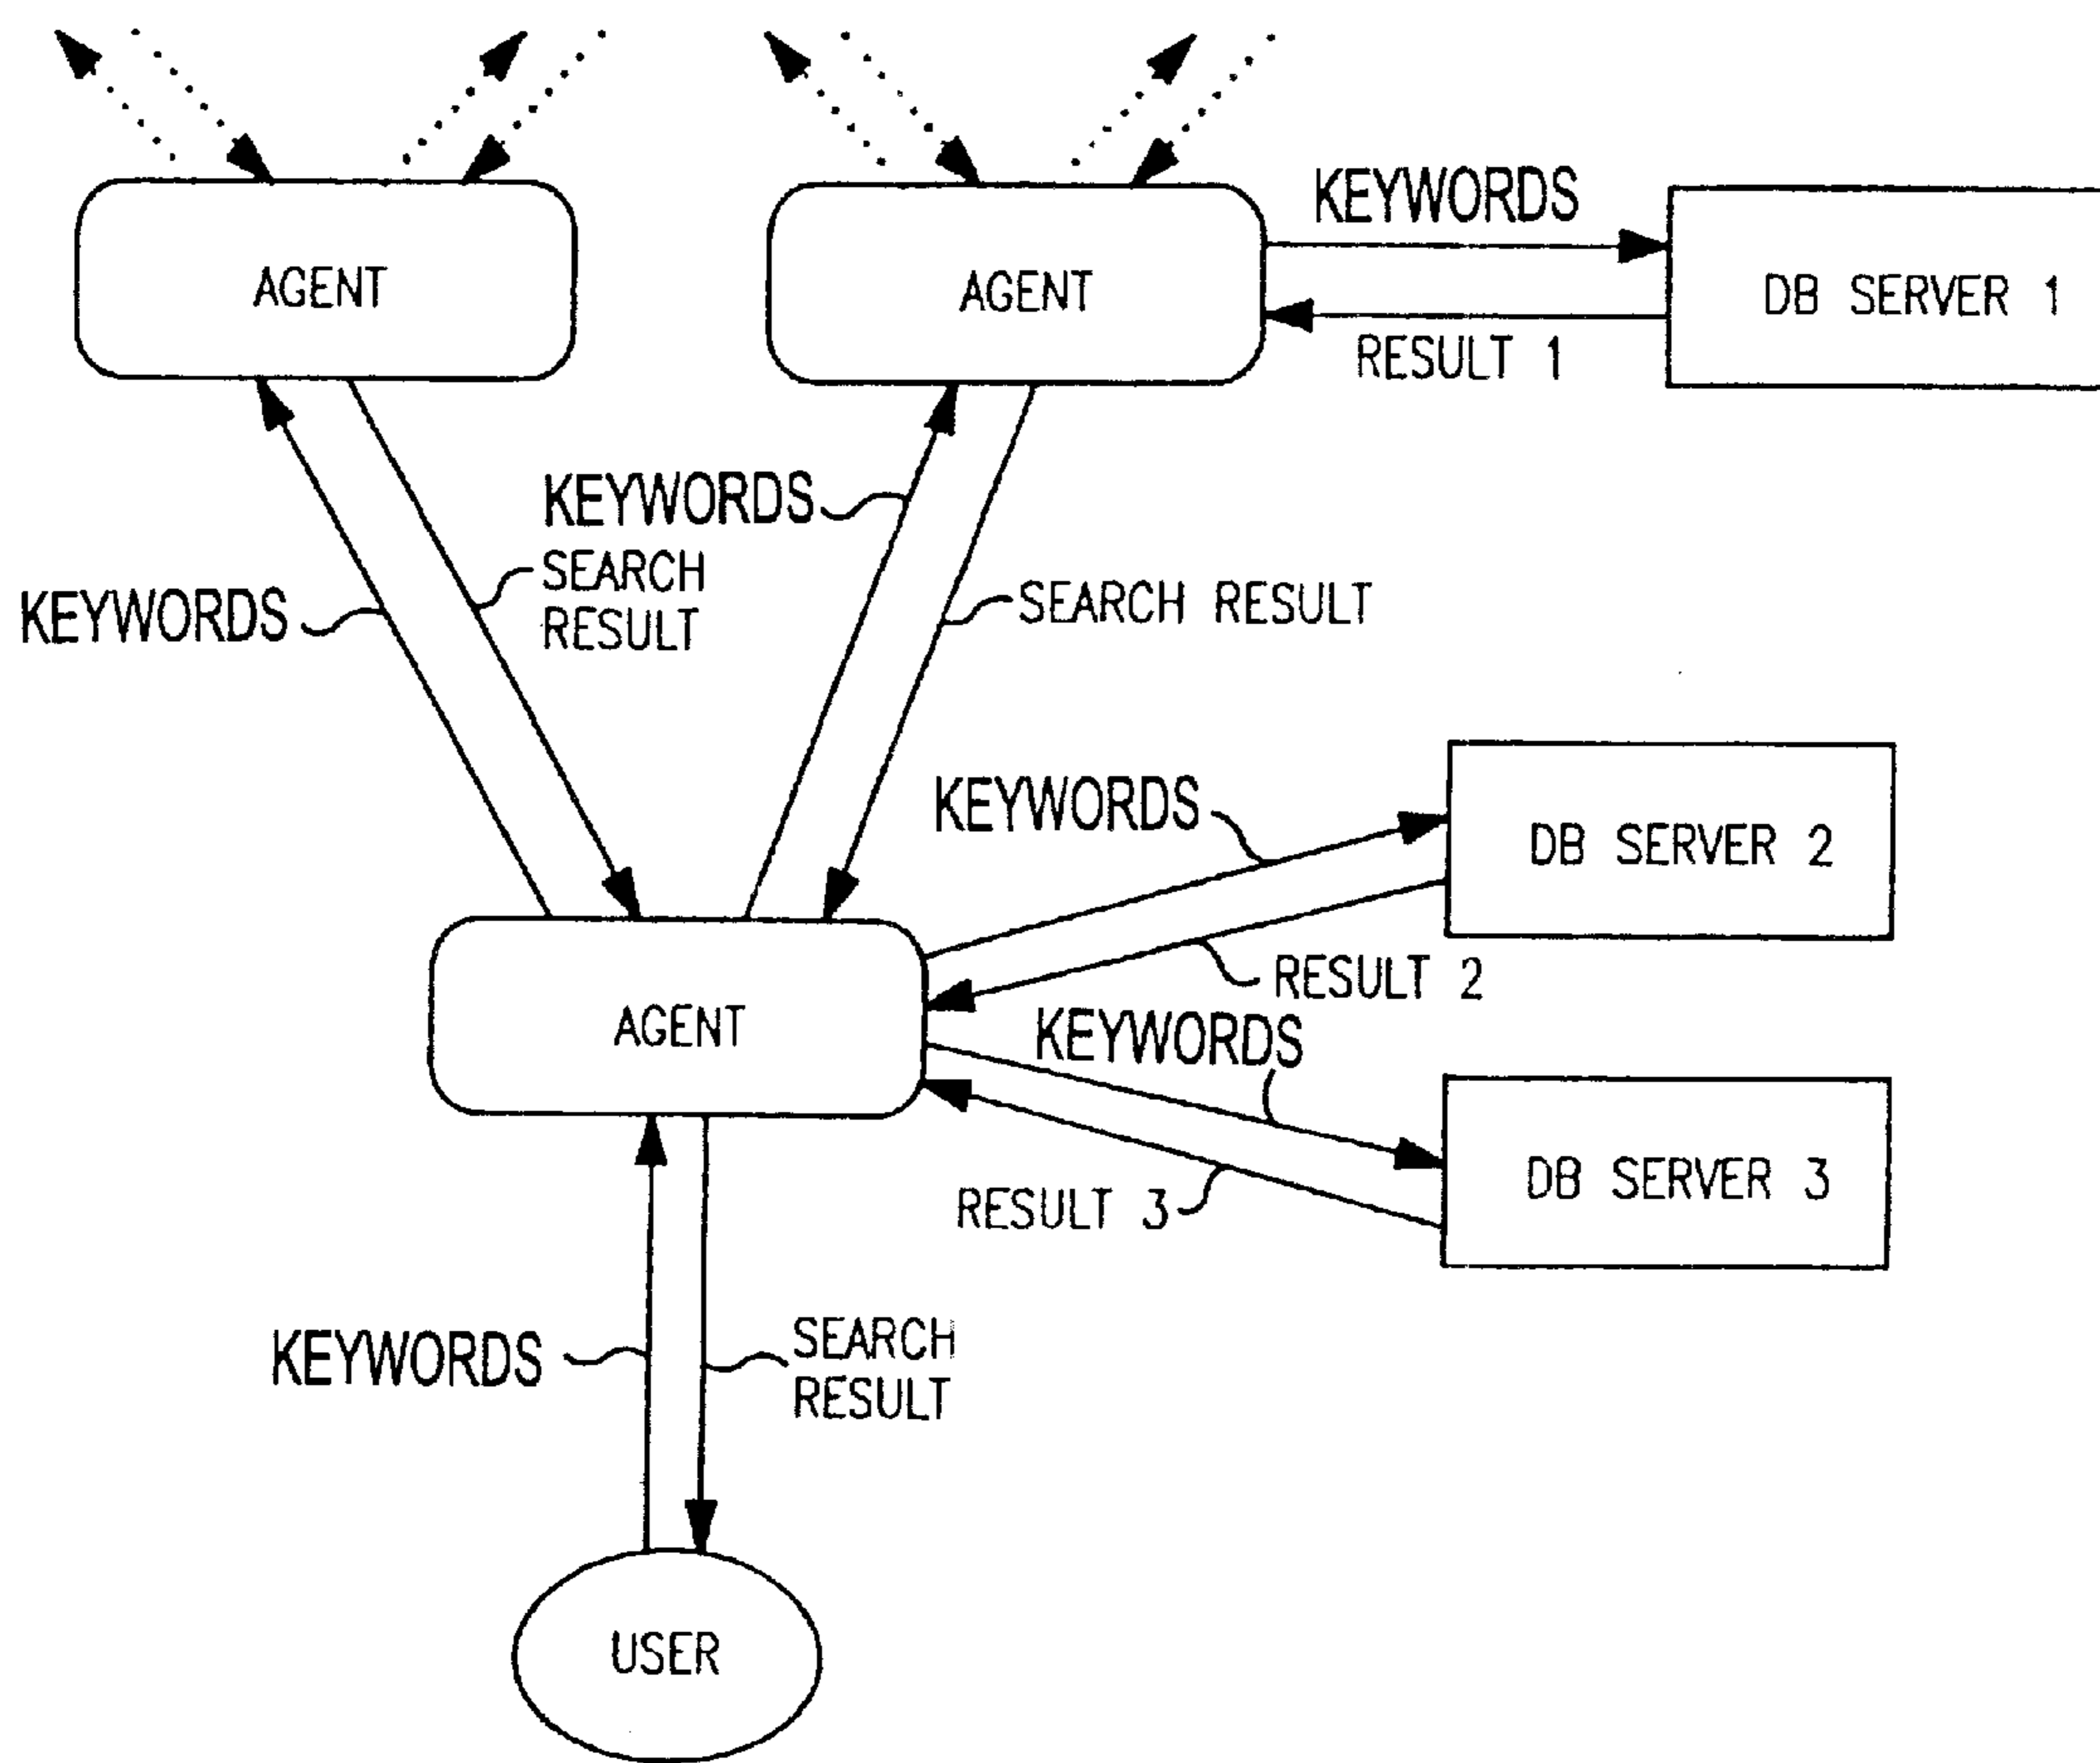 KEYWORDS
AGENT
AGENT
DB SERVER 1
RESULT 1
KEYWORDS
SEARCH
RESULT
KEYWORDS
SEARCH RESULT
KEYWORDS
DB SERVER 2
RESULT 2
AGENT
KEYWORDS
DB SERVER 3
RESULT 3
KEYWORDS
SEARCH
RESULT
USER